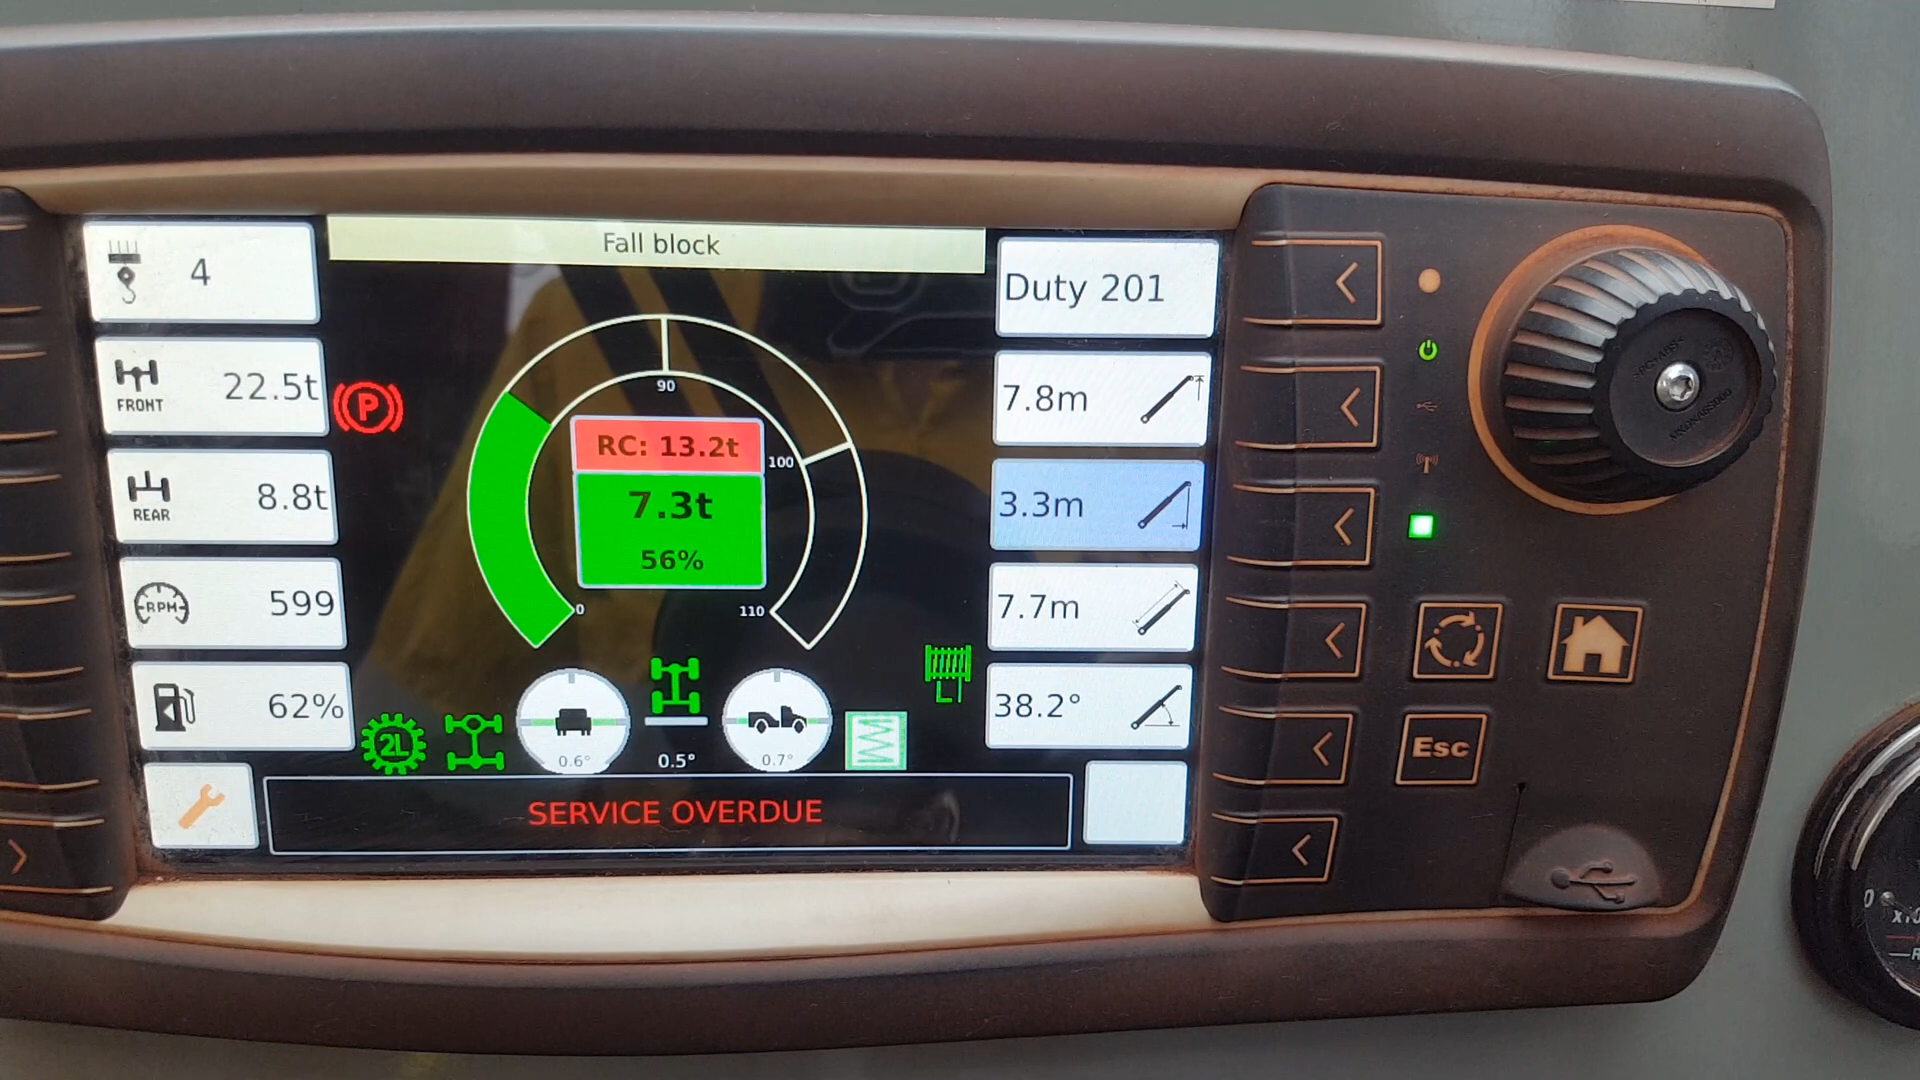 Fall block
4
Duty 201
FRONT 22.5t
P
90
7.8m
RC: 13.2t
100
REAR 8.8t
7.3t
3.3m
56%
RPM 599
0
110
7.7m
62%
2L
0.6°
0.5°
0.7°
38.2°
Esc
SERVICE OVERDUE
0